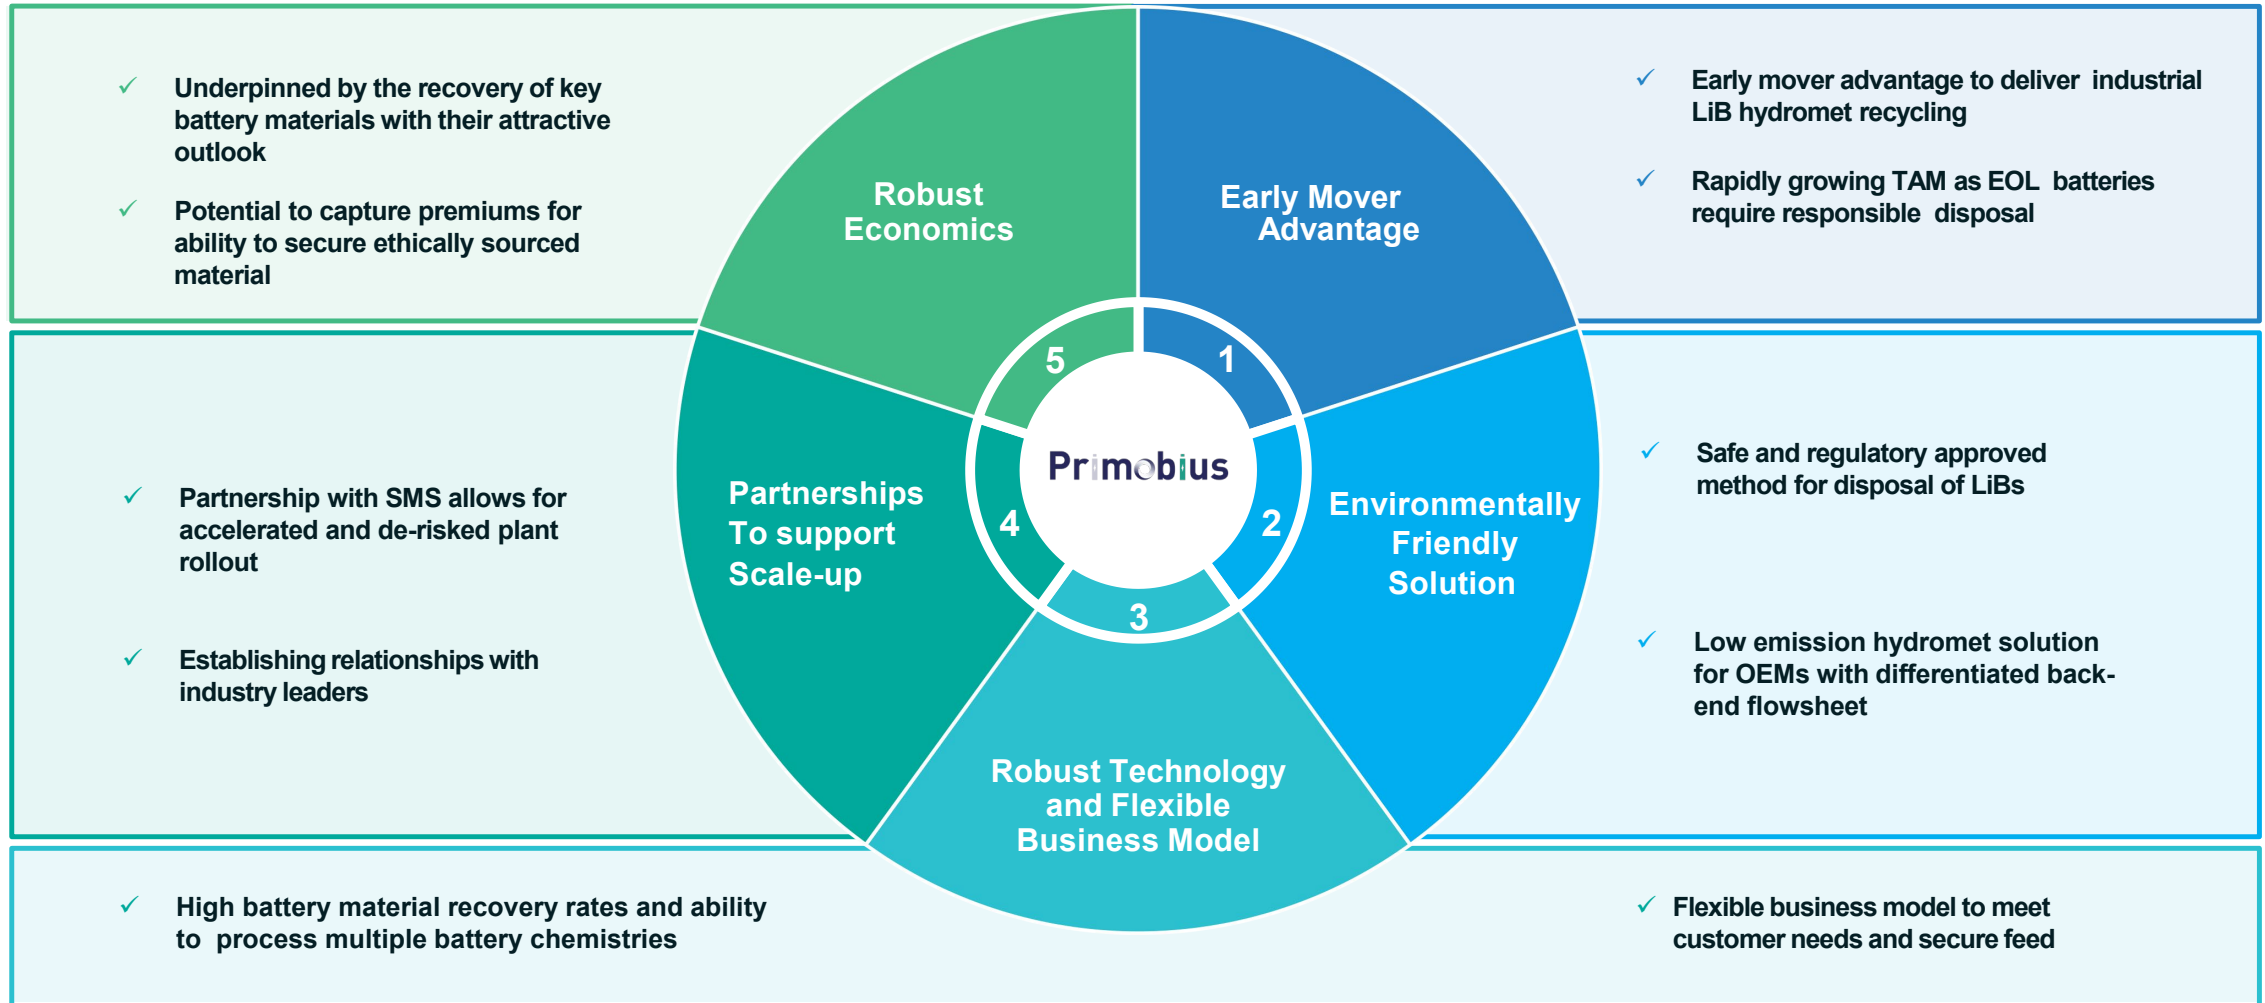 Underpinned by the recovery of key
battery materials with their attractive
outlook
Potential to capture premiums for
ability to secure ethically sourced
material
Robust
Economics
Early Mover
Advantage
Early mover advantage to deliver industrial
LiB hydromet recycling
Rapidly growing TAM as EOL batteries
require responsible disposal
5
1
Primobius
4
2
3
Partnership with SMS allows for
accelerated and de-risked plant
rollout
Establishing relationships with
industry leaders
Partnerships
To support
Scale-up
Environmentally
Friendly
Solution
Safe and regulatory approved
method for disposal of LiBs
Low emission hydromet solution
for OEMs with differentiated back-
end flowsheet
Robust Technology
and Flexible
Business Model
High battery material recovery rates and ability
to process multiple battery chemistries
Flexible business model to meet
customer needs and secure feed